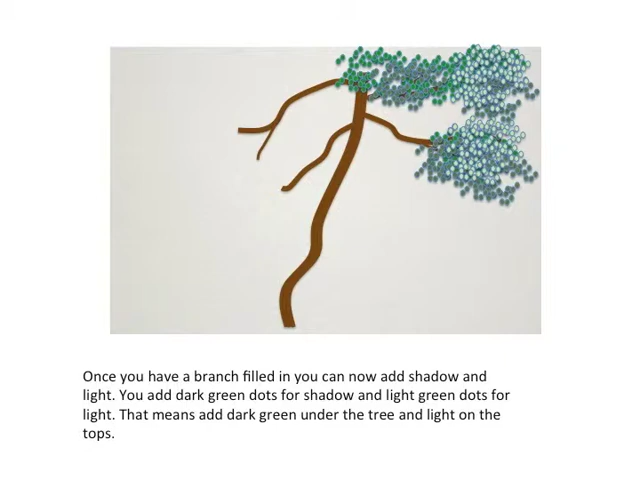 Once you have a branch filled in you can now add shadow and
light. You add dark green dots for shadow and light green dots for
light. That means add dark green under the tree and light on the
tops.